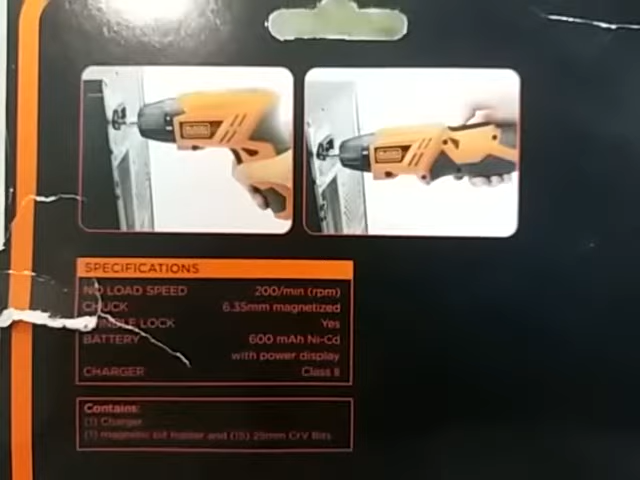 SPECIFICATIONS
NO LOAD SPEED 200/min (rpm)
CHUCK 6.35mm magnetized
INDLE LOCK Yes
BATTERY 600 mAh Ni-Cd
with power display
CHARGER Class II
Contains:
(1) Charger
(1) magnetic bit holder and (15) 25mm CrV Bits